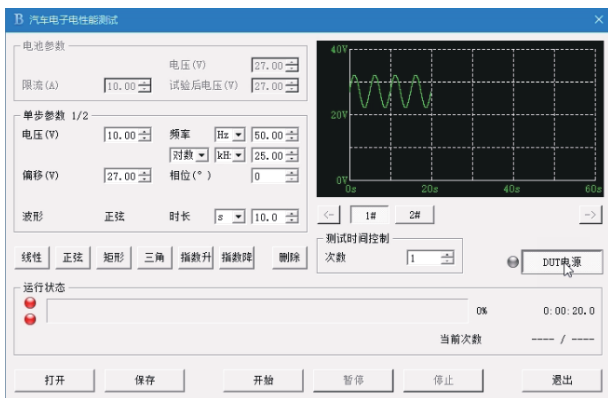 B 汽车电子电性能测试 ×
电池参数
电压(V) 27.00
限流(A) 10.00 试验后电压(V) 27.00
单步参数 1/2
电压(V) 10.00 频率 Hz 50.00
对数 kH: 25.00
偏移(V) 27.00 相位(°) 0
波形 正弦 时长 s 10.0
线性 正弦 矩形 三角 指数升 指数降 删除
40V
20V
0V
0s 20s 40s 60s
<- 1# 2# ->
测试时间控制
次数 1
DUT电源
运行状态
0% 0:00:20.0
当前次数 ---- / ----
打开 保存 开始 暂停 停止 退出